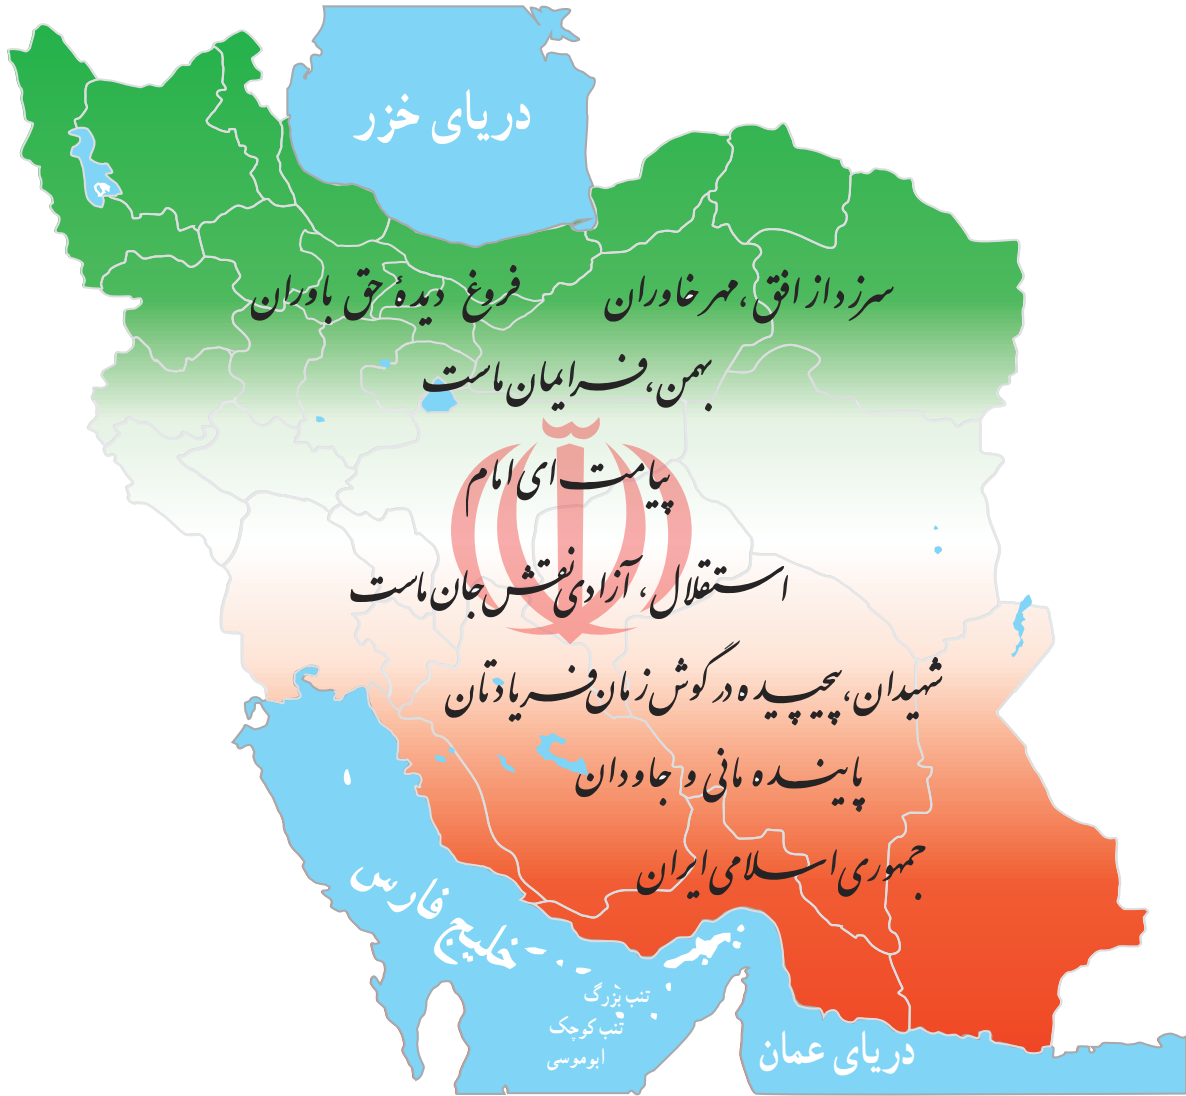 دریای خزر
سرزد از افق، مهر خاوران فروغ دیدهٔ حق باوران
بهمن، فر ایمان ماست
پیامت ای امام
استقلال، آزادی نقش جان ماست
شهیدان، پیچیده در گوش زمان فریادتان
پاینده مانی و جاودان
جمهوری اسلامی ایران
خلیج فارس
تنب بزرگ
تنب کوچک
ابوموسی
دریای عمان